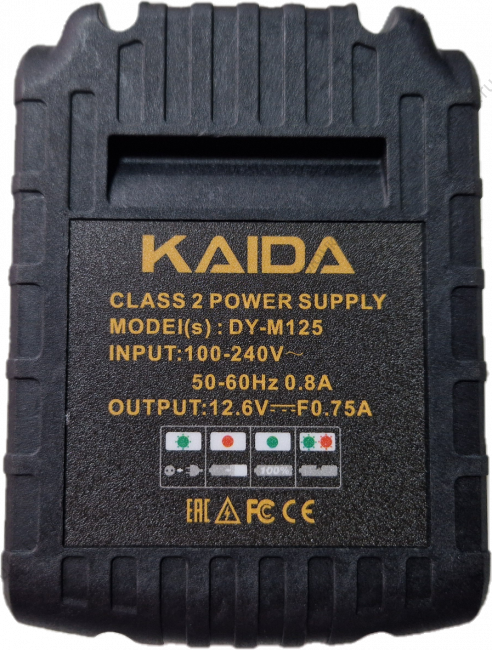 KAIDA
CLASS 2 POWER SUPPLY
MODEl(s) : DY-M125
INPUT:100-240V~
50-60Hz 0.8A
OUTPUT:12.6V⎓F0.75A
100%
EAC FC CE